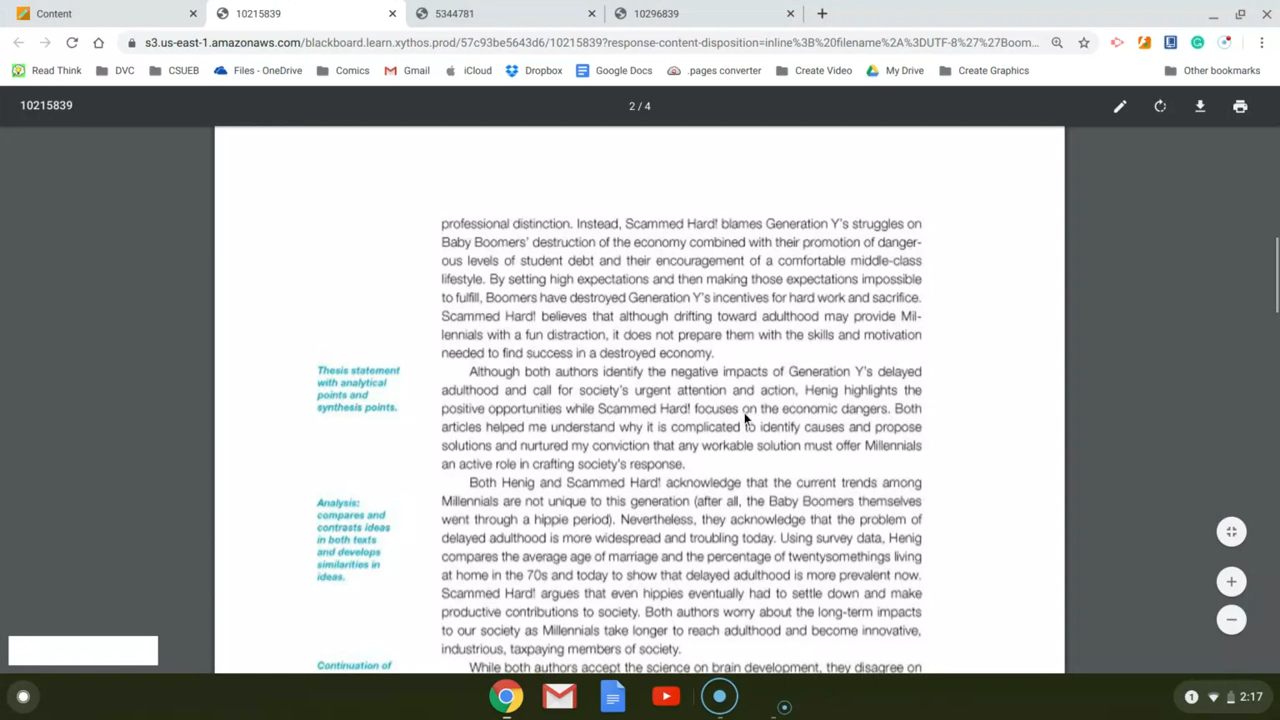 Content
10215839
5344781
10296839
s3.us-east-1.amazonaws.com/blackboard.learn.xythos.prod/57c93be5643d6/10215839?response-content-disposition=inline%3B%20filename%2A%3DUTF-8%27%27Boom...
Read Think
DVC
CSUEB
Files - OneDrive
Comics
Gmail
iCloud
Dropbox
Google Docs
.pages converter
Create Video
My Drive
Create Graphics
Other bookmarks
10215839
2 / 4
professional distinction. Instead, Scammed Hard! blames Generation Y's struggles on
Baby Boomers' destruction of the economy combined with their promotion of danger-
ous levels of student debt and their encouragement of a comfortable middle-class
lifestyle. By setting high expectations and then making those expectations impossible
to fulfill, Boomers have destroyed Generation Y's incentives for hard work and sacrifice.
Scammed Hard! believes that although drifting toward adulthood may provide Mil-
lennials with a fun distraction, it does not prepare them with the skills and motivation
needed to find success in a destroyed economy.
Thesis statement
with analytical
points and
synthesis points.
Although both authors identify the negative impacts of Generation Y's delayed
adulthood and call for society's urgent attention and action, Henig highlights the
positive opportunities while Scammed Hard! focuses on the economic dangers. Both
articles helped me understand why it is complicated to identify causes and propose
solutions and nurtured my conviction that any workable solution must offer Millennials
an active role in crafting society's response.
Analysis:
compares and
contrasts ideas
in both texts
and develops
similarities in
ideas.
Both Henig and Scammed Hard! acknowledge that the current trends among
Millennials are not unique to this generation (after all, the Baby Boomers themselves
went through a hippie period). Nevertheless, they acknowledge that the problem of
delayed adulthood is more widespread and troubling today. Using survey data, Henig
compares the average age of marriage and the percentage of twentysomethings living
at home in the 70s and today to show that delayed adulthood is more prevalent now.
Scammed Hard! argues that even hippies eventually had to settle down and make
productive contributions to society. Both authors worry about the long-term impacts
to our society as Millennials take longer to reach adulthood and become innovative,
industrious, taxpaying members of society.
Continuation of
While both authors accept the science on brain development, they disagree on
1
2:17